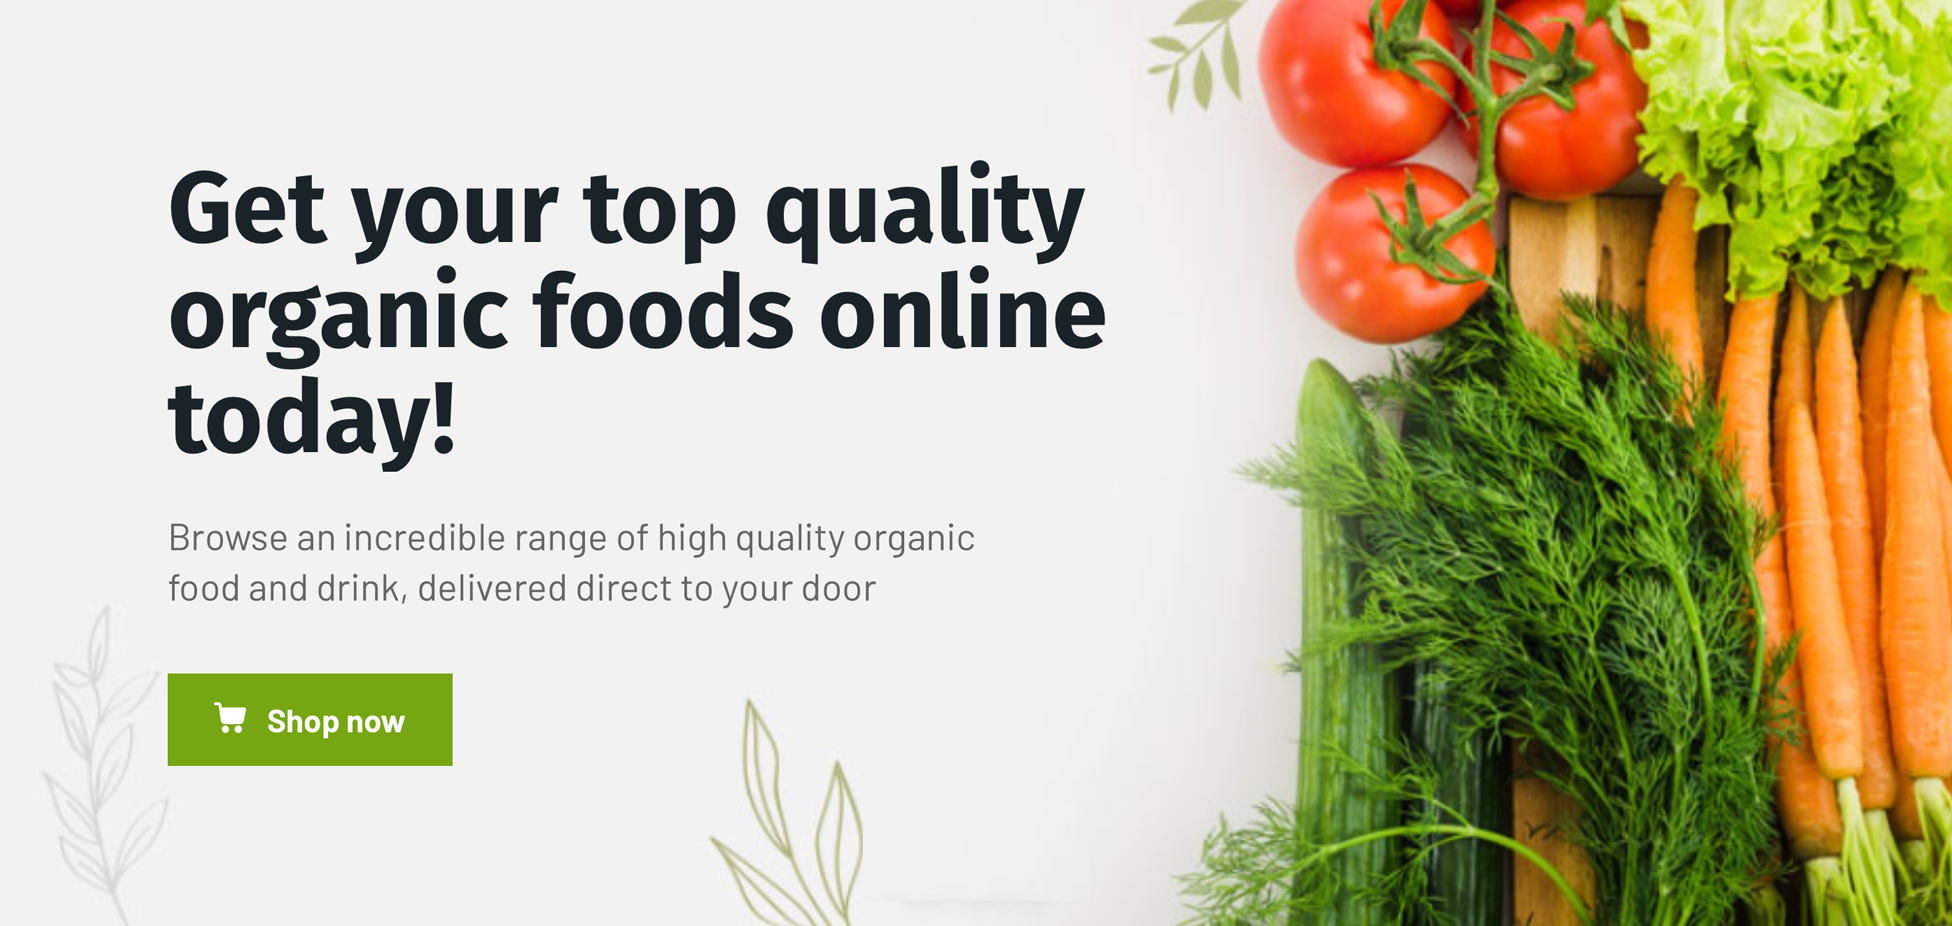 Get your top quality
organic foods online
today!
Browse an incredible range of high quality organic
food and drink, delivered direct to your door
Shop now